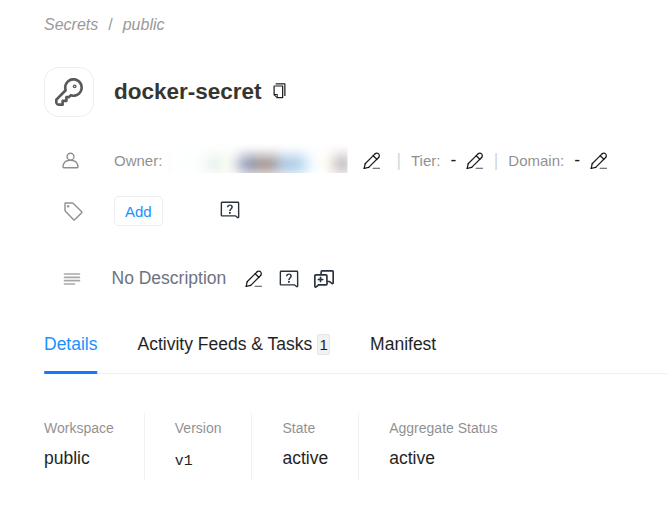 Secrets / public
docker-secret
Owner: | Tier: - | Domain: -
Add
No Description
Details Activity Feeds & Tasks 1 Manifest
Workspace Version State Aggregate Status
public v1 active active